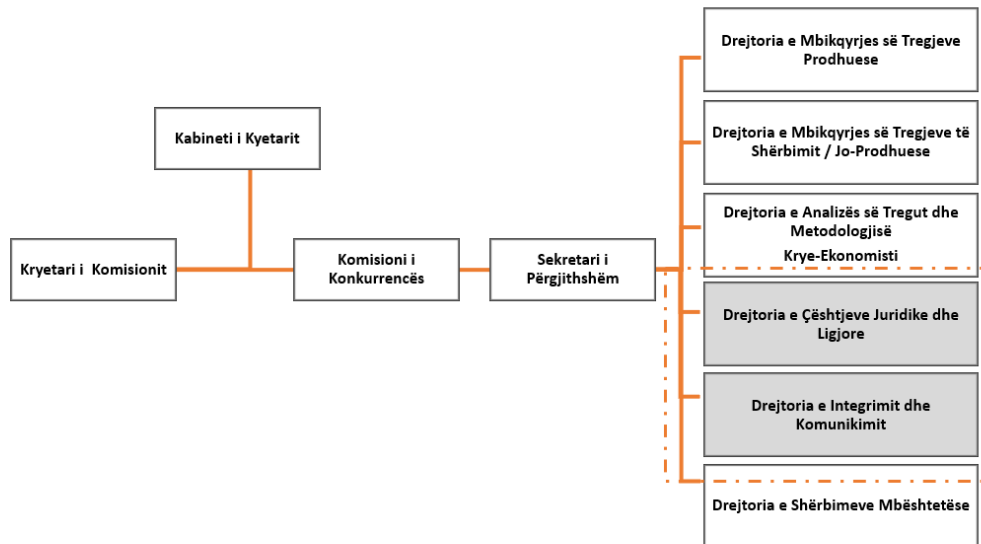 Kabineti i Kyetarit
Kryetari i Komisionit
Komisioni i
Konkurrencës
Sekretari i
Përgjithshëm
Drejtoria e Mbikqyrjes së Tregjeve
Prodhuese
Drejtoria e Mbikqyrjes së Tregjeve të
Shërbimit / Jo-Prodhuese
Drejtoria e Analizës së Tregut dhe
Metodologjisë
Krye-Ekonomisti
Drejtoria e Çështjeve Juridike dhe
Ligjore
Drejtoria e Integrimit dhe
Komunikimit
Drejtoria e Shërbimeve Mbështetëse